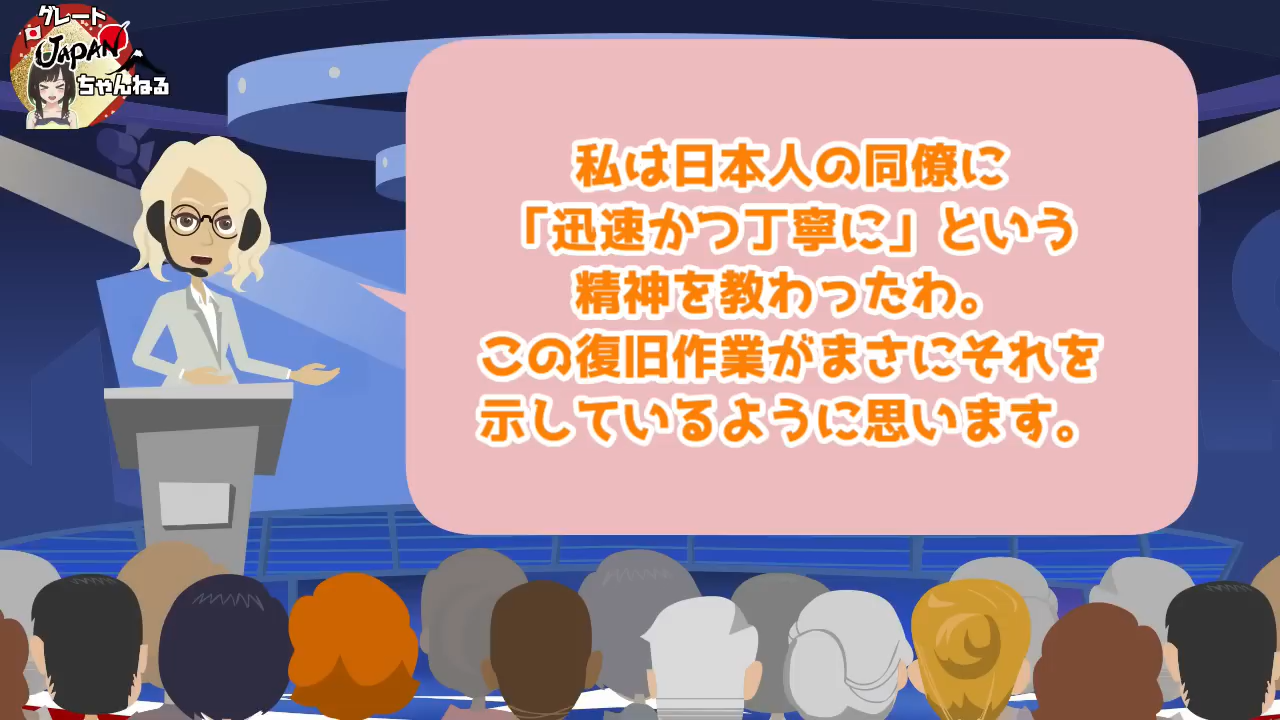 グレート
JAPAN
ちゃんねる
私は日本人の同僚に
「迅速かつ丁寧に」という
精神を教わったわ。
この復旧作業がまさにそれを
示しているように思います。